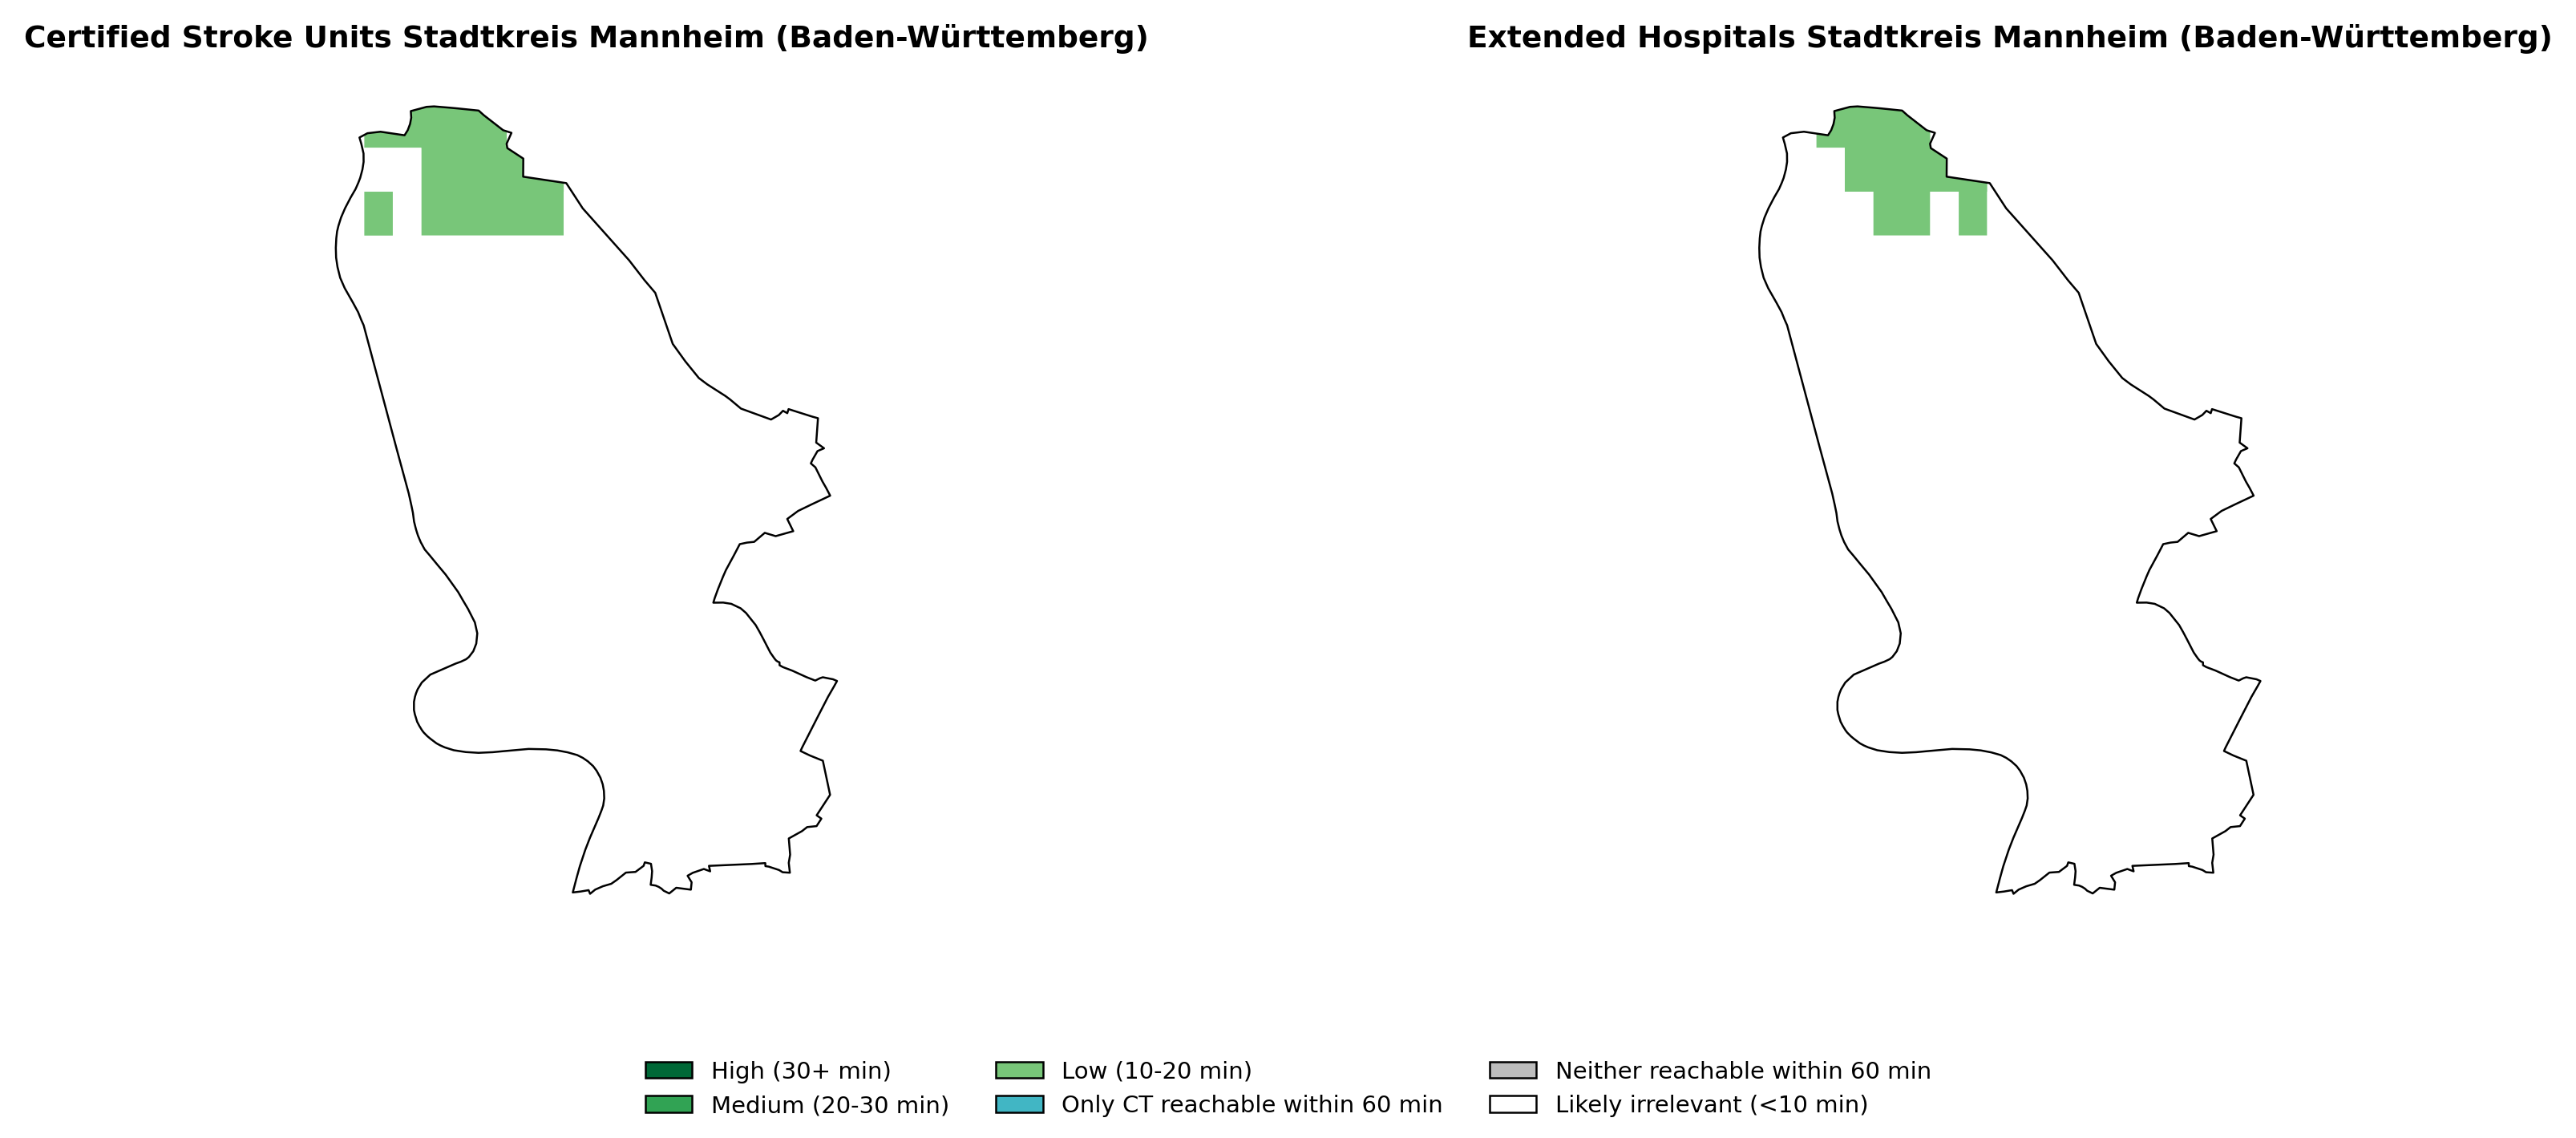 Certified Stroke Units Stadtkreis Mannheim (Baden-Württemberg)
Extended Hospitals Stadtkreis Mannheim (Baden-Württemberg)
High (30+ min)
Medium (20-30 min)
Low (10-20 min)
Only CT reachable within 60 min
Neither reachable within 60 min
Likely irrelevant (<10 min)